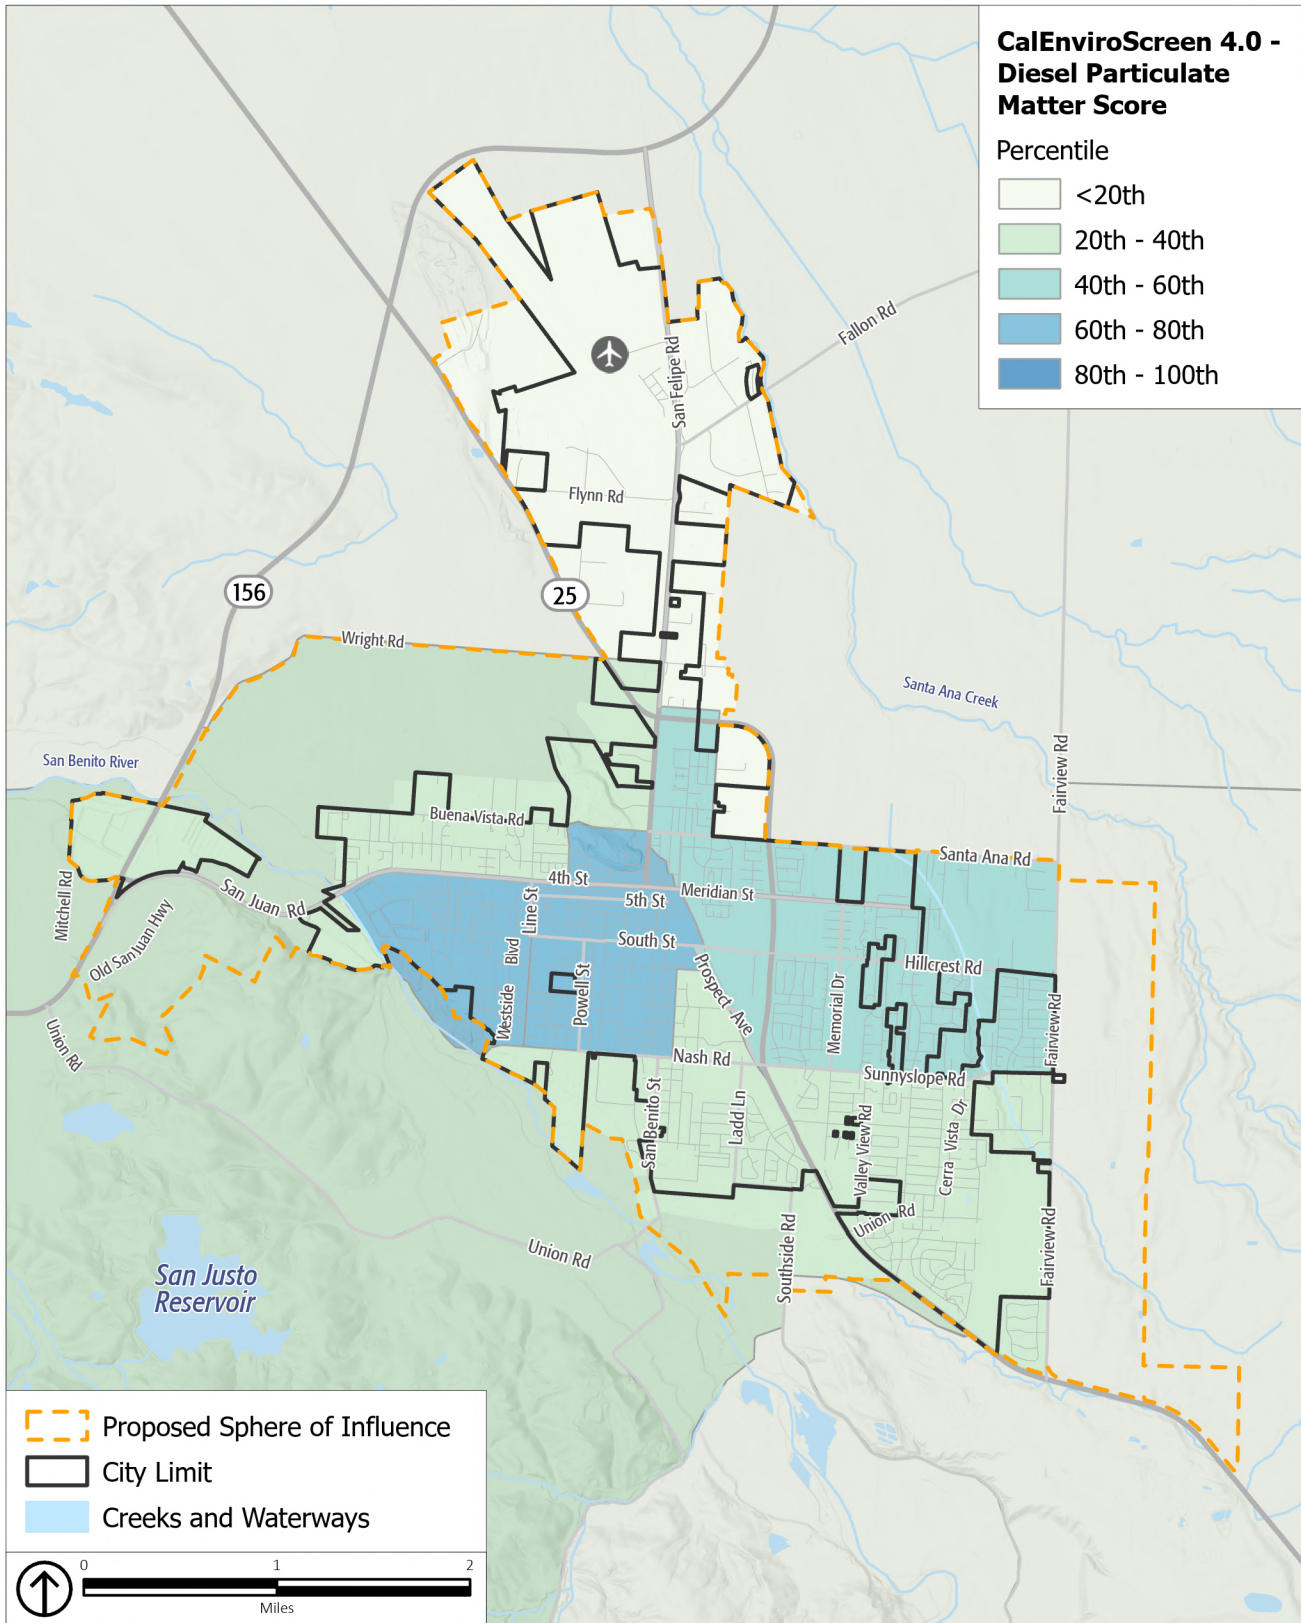 CalEnviroScreen 4.0 -
Diesel Particulate
Matter Score
Percentile
<20th
20th - 40th
40th - 60th
60th - 80th
80th - 100th
Fallon Rd
San Felipe Rd
Flynn Rd
156
25
Wright Rd
Santa Ana Creek
San Benito River
Fairview Rd
Buena Vista Rd
Santa Ana Rd
4th St
Meridian St
5th St
Line St
San Juan Rd
Mitchell Rd
Old San Juan Hwy
South St
Westside Blvd
Powell St
Prospect Ave
Memorial Dr
Hillcrest Rd
Fairview Rd
Union Rd
Nash Rd
Sunnyslope Rd
San Benito St
Ladd Ln
Valley View Rd
Cerra Vista Dr
Union Rd
Union Rd
Southside Rd
Fairview Rd
San Justo
Reservoir
Proposed Sphere of Influence
City Limit
Creeks and Waterways
0 1 2
Miles